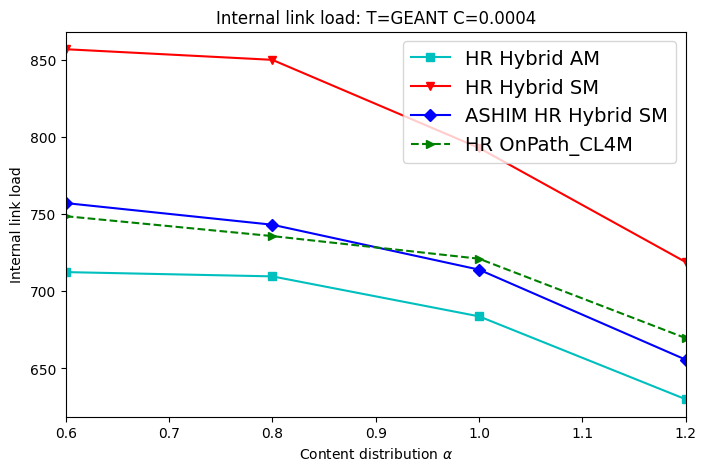 Internal link load: T=GEANT C=0.0004
HR Hybrid AM
HR Hybrid SM
ASHIM HR Hybrid SM
HR OnPath_CL4M
Internal link load
850
800
750
700
650
0.6 0.7 0.8 0.9 1.0 1.1 1.2
Content distribution α